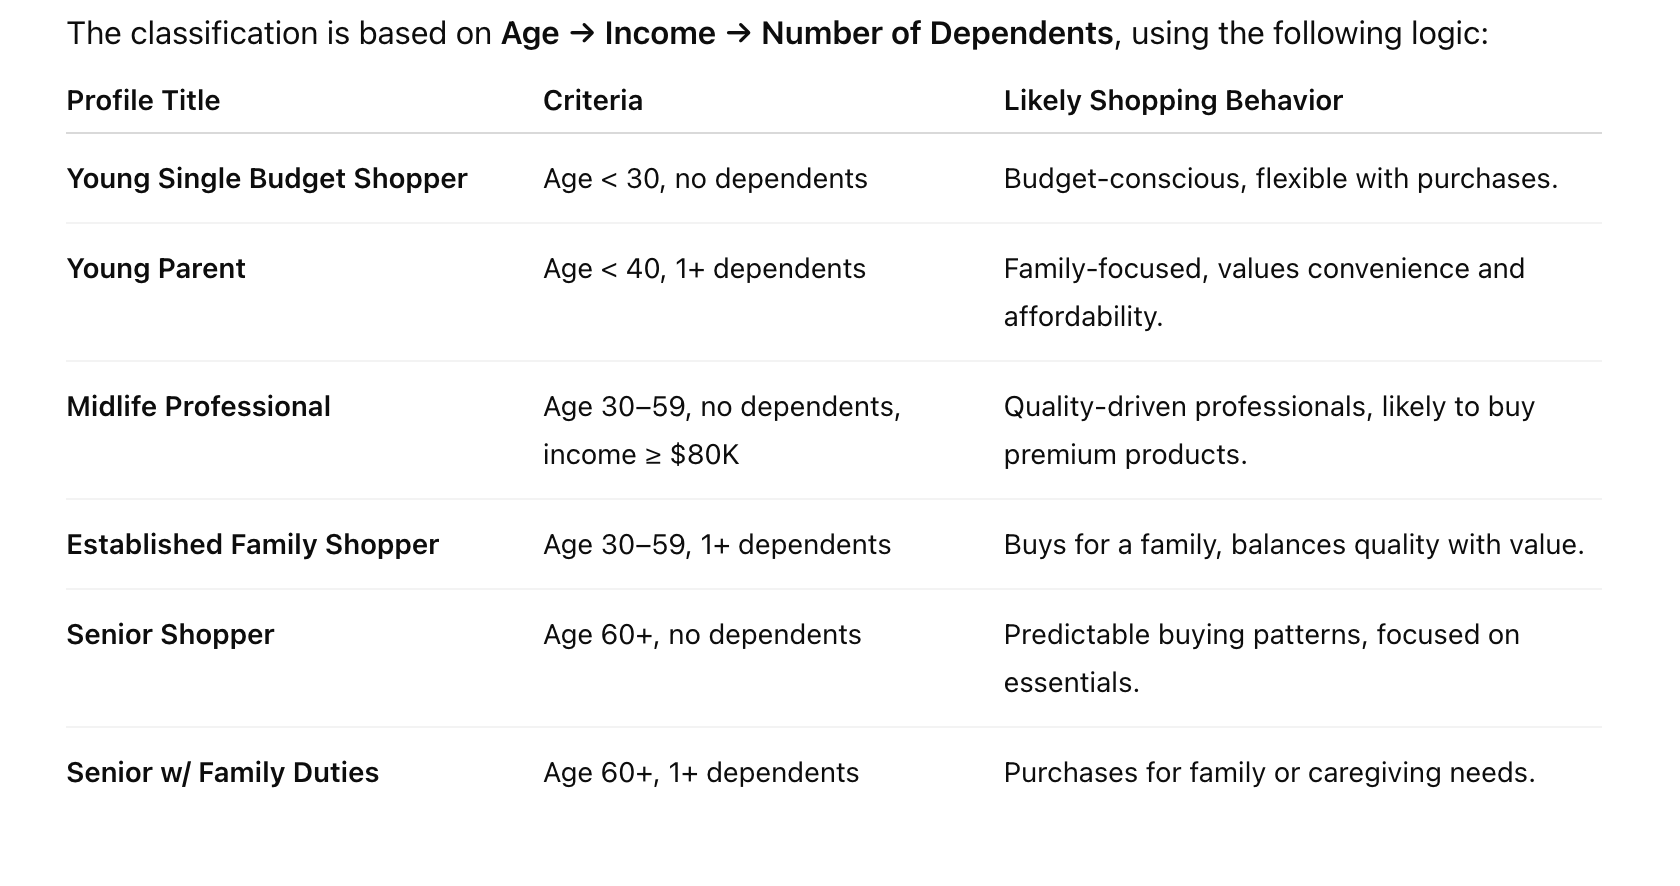 The classification is based on Age → Income → Number of Dependents, using the following logic:
Profile Title Criteria Likely Shopping Behavior
Young Single Budget Shopper Age < 30, no dependents Budget-conscious, flexible with purchases.
Young Parent Age < 40, 1+ dependents Family-focused, values convenience and
affordability.
Midlife Professional Age 30–59, no dependents, Quality-driven professionals, likely to buy
income ≥ $80K premium products.
Established Family Shopper Age 30–59, 1+ dependents Buys for a family, balances quality with value.
Senior Shopper Age 60+, no dependents Predictable buying patterns, focused on
essentials.
Senior w/ Family Duties Age 60+, 1+ dependents Purchases for family or caregiving needs.